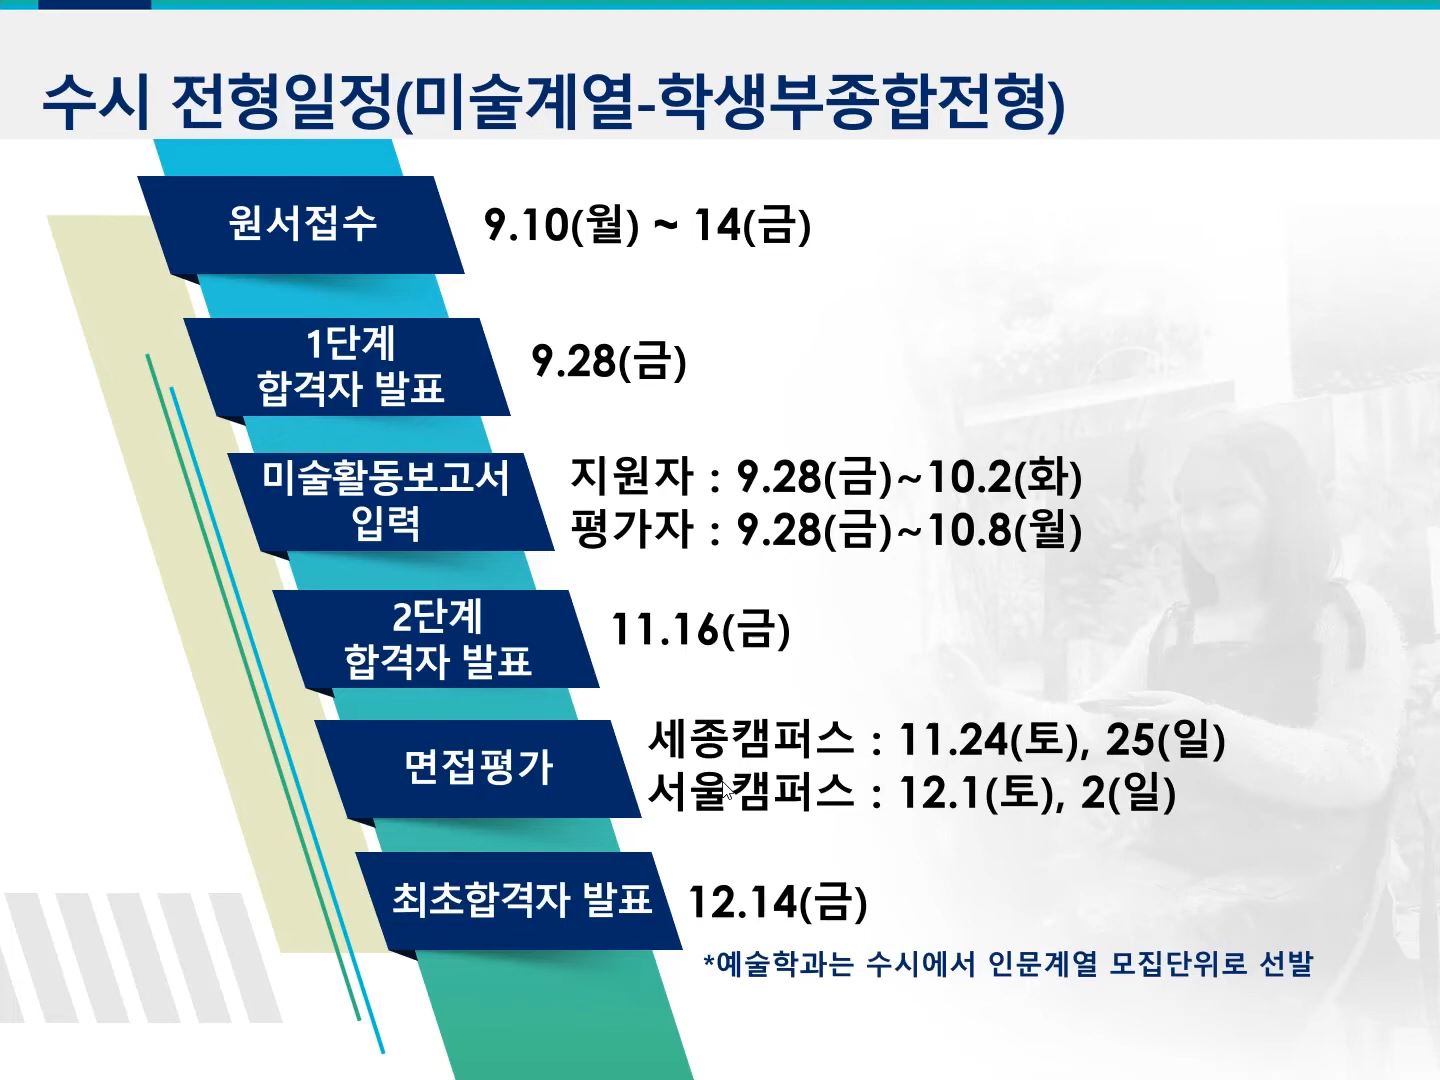 수시 전형일정(미술계열-학생부종합전형)
원서접수
9.10(월) ~ 14(금)
1단계
합격자 발표
9.28(금)
미술활동보고서
입력
지원자 : 9.28(금)~10.2(화)
평가자 : 9.28(금)~10.8(월)
2단계
합격자 발표
11.16(금)
면접평가
세종캠퍼스 : 11.24(토), 25(일)
서울캠퍼스 : 12.1(토), 2(일)
최초합격자 발표
12.14(금)
*예술학과는 수시에서 인문계열 모집단위로 선발